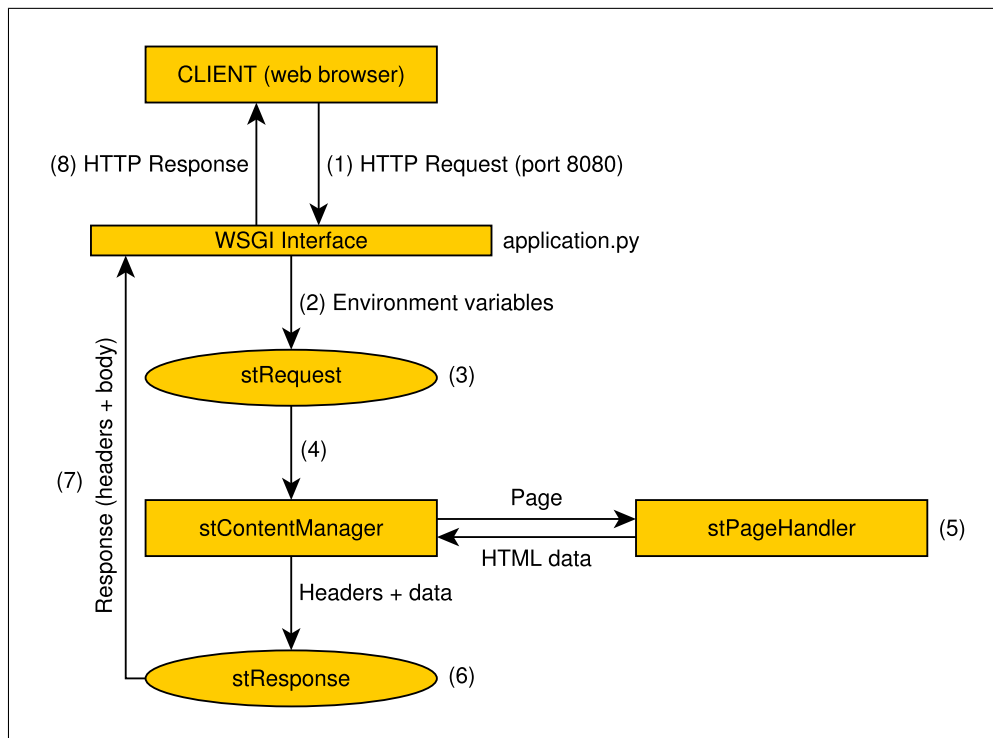 CLIENT (web browser)
(8) HTTP Response
(1) HTTP Request (port 8080)
WSGI Interface
application.py
(2) Environment variables
stRequest
(3)
(4)
(7)
Response (headers + body)
stContentManager
Page
HTML data
stPageHandler
(5)
Headers + data
stResponse
(6)